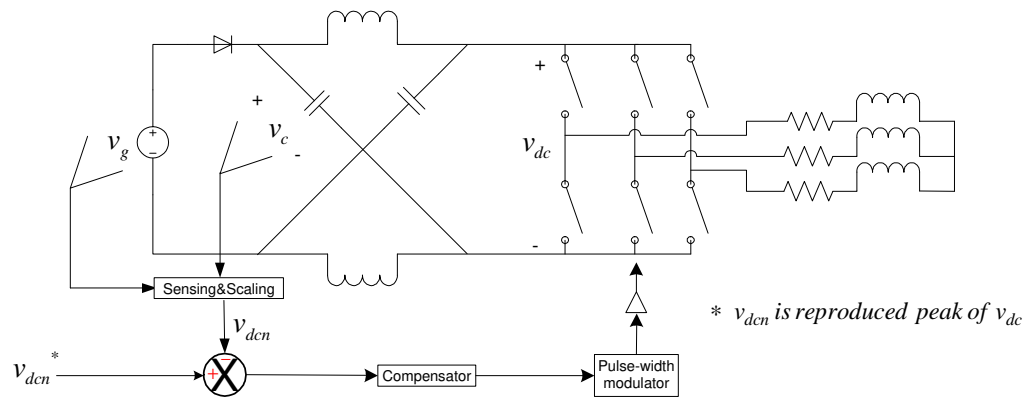 +
v_g
+
−
+
v_c
-
+
v_dc
-
Sensing&Scaling
v_dcn
* v_dcn is reproduced peak of v_dc
v_dcn*
−
+
Compensator
Pulse-width
modulator